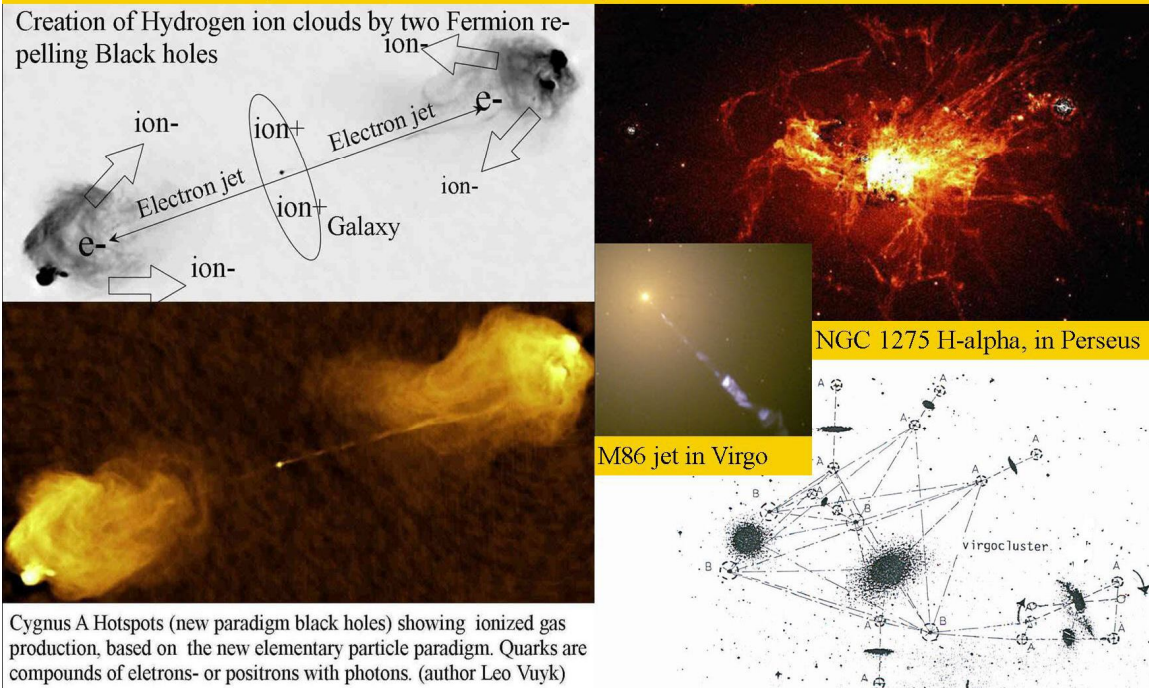 Creation of Hydrogen ion clouds by two Fermion re-
pelling Black holes
ion-
e-
ion-
ion+
Electron jet
ion-
Electron jet
ion+
Galaxy
e-
ion-
NGC 1275 H-alpha, in Perseus
M86 jet in Virgo
A
A
A
A
A
A
B
A
A
B
virgocluster
B
A
A
B
A
A
A
Cygnus A Hotspots (new paradigm black holes) showing ionized gas
production, based on the new elementary particle paradigm. Quarks are
compounds of eletrons- or positrons with photons. (author Leo Vuyk)